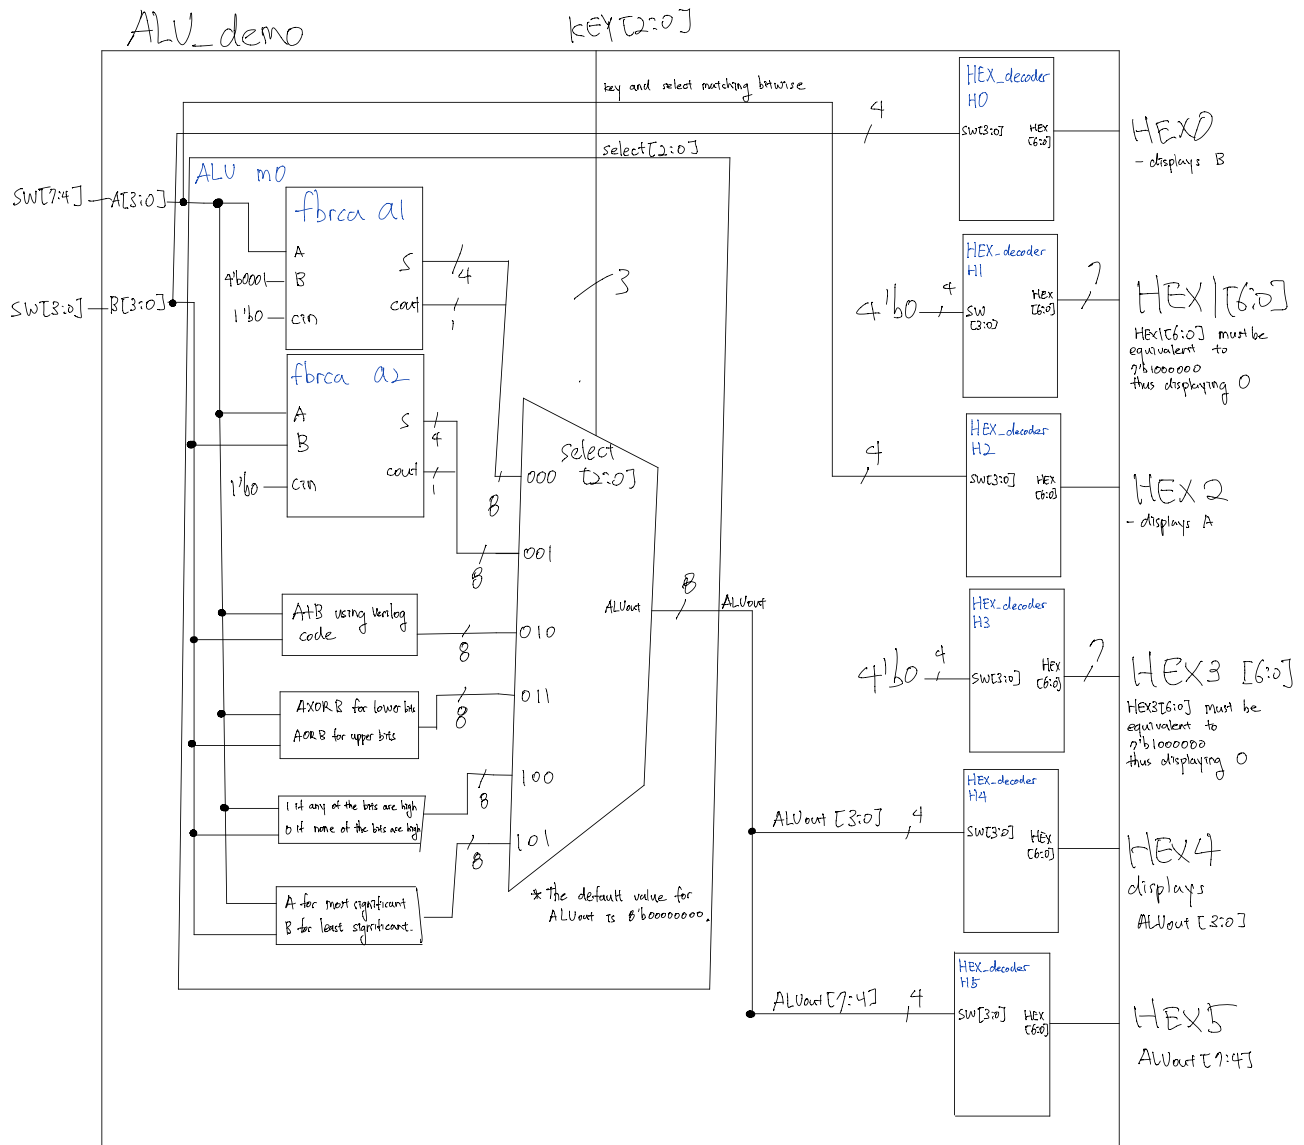 ALU_demo
KEY[2:0]
key and select matching bitwise
select[2:0]
ALU m0
SW[7:4]
A[3:0]
SW[3:0]
B[3:0]
fbrca a1
A
4'b0001
B
1'b0
cin
S
4
cout
1
fbrca a2
A
B
1'b0
cin
S
4
cout
1
3
select
[2:0]
000
8
001
8
A+B using Verilog
code
8
010
AXORB for lower bits
AORB for upper bits
8
011
1 if any of the bits are high
0 if none of the bits are high
8
100
A for most significant
B for least significant.
8
101
ALUout
8
ALUout
* The default value for
ALUout is 8'b00000000.
4
HEX_decoder
H0
SW[3:0]
HEX
[6:0]
HEX0
- displays B
4'b0
4
HEX_decoder
H1
SW
[3:0]
HEX
[6:0]
7
HEX1[6:0]
HEX1[6:0] must be
equivalent to
7'b1000000
thus displaying 0
4
HEX_decoder
H2
SW[3:0]
HEX
[6:0]
HEX2
- displays A
4'b0
4
HEX_decoder
H3
SW[3:0]
HEX
[6:0]
7
HEX3 [6:0]
HEX3[6:0] must be
equivalent to
7'b1000000
thus displaying 0
ALUout [3:0]
4
HEX_decoder
H4
SW[3:0]
HEX
[6:0]
HEX4
displays
ALUout [3:0]
ALUout [7:4]
4
HEX_decoder
H5
SW[3:0]
HEX
[6:0]
HEX5
ALUout [7:4]